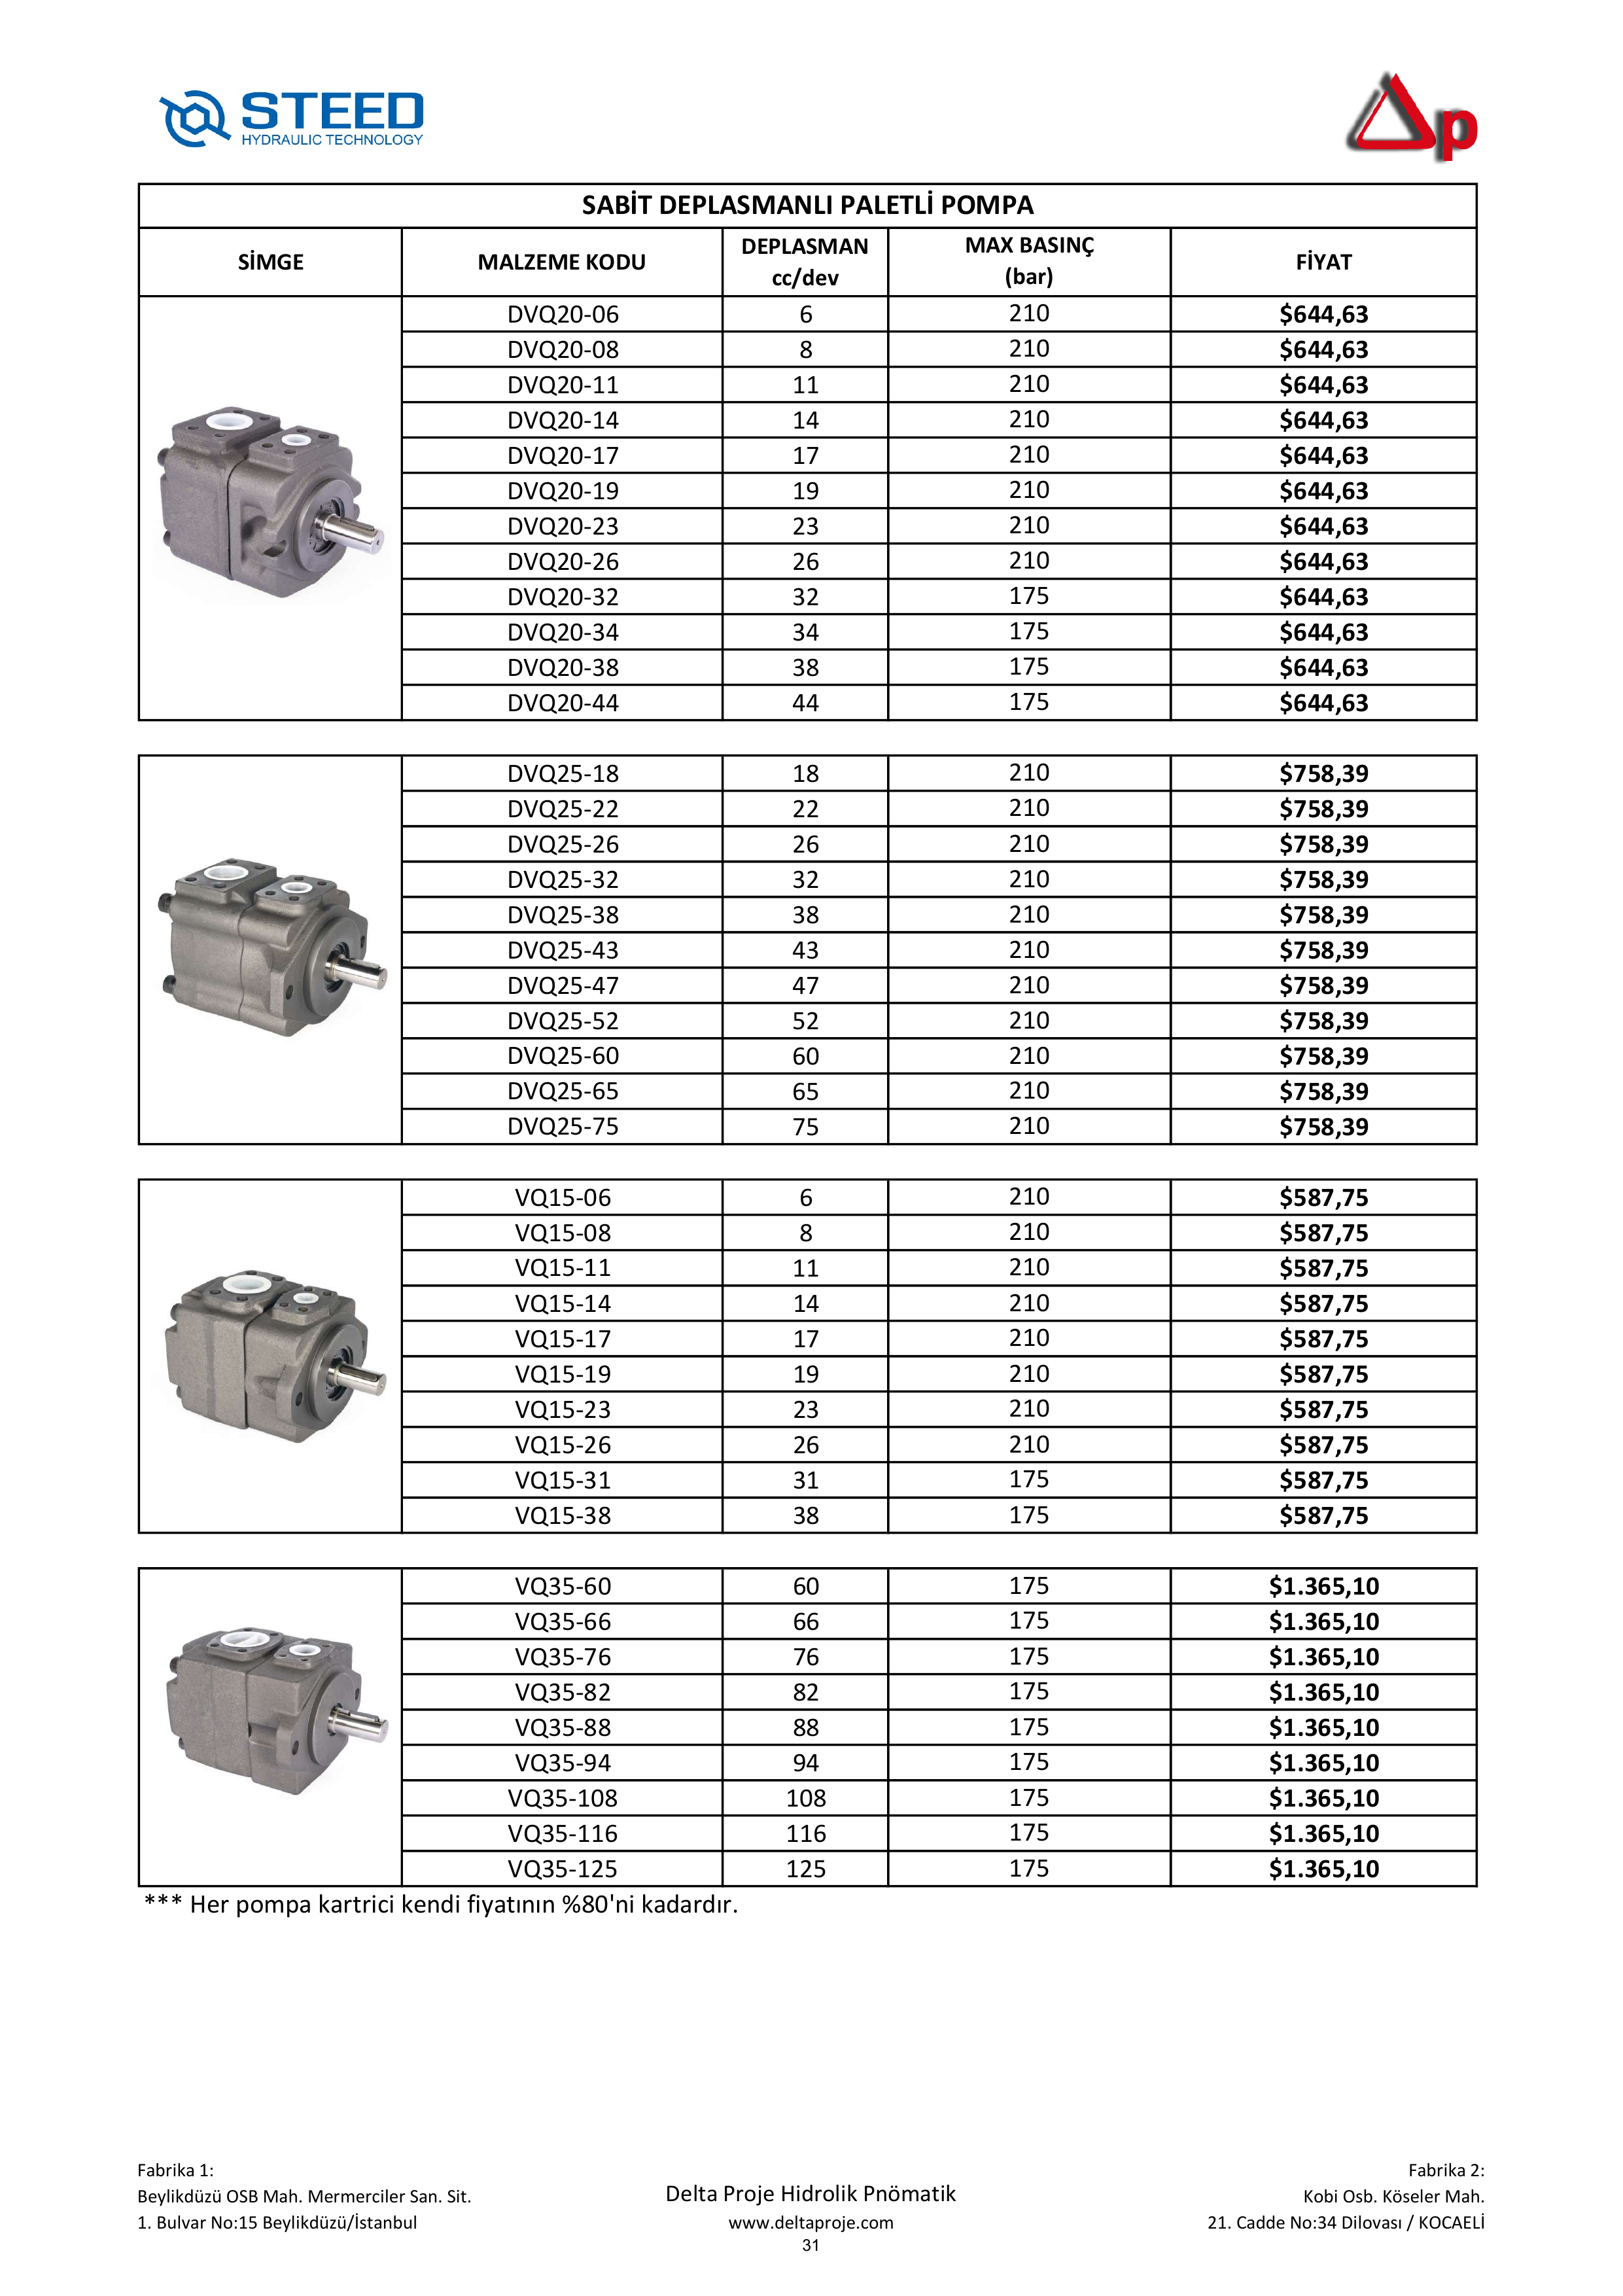 STEED
HYDRAULIC TECHNOLOGY
p
SABİT DEPLASMANLI PALETLİ POMPA
SİMGE MALZEME KODU DEPLASMAN cc/dev MAX BASINÇ (bar) FİYAT
DVQ20-06 6 210 $644,63
DVQ20-08 8 210 $644,63
DVQ20-11 11 210 $644,63
DVQ20-14 14 210 $644,63
DVQ20-17 17 210 $644,63
DVQ20-19 19 210 $644,63
DVQ20-23 23 210 $644,63
DVQ20-26 26 210 $644,63
DVQ20-32 32 175 $644,63
DVQ20-34 34 175 $644,63
DVQ20-38 38 175 $644,63
DVQ20-44 44 175 $644,63
DVQ25-18 18 210 $758,39
DVQ25-22 22 210 $758,39
DVQ25-26 26 210 $758,39
DVQ25-32 32 210 $758,39
DVQ25-38 38 210 $758,39
DVQ25-43 43 210 $758,39
DVQ25-47 47 210 $758,39
DVQ25-52 52 210 $758,39
DVQ25-60 60 210 $758,39
DVQ25-65 65 210 $758,39
DVQ25-75 75 210 $758,39
VQ15-06 6 210 $587,75
VQ15-08 8 210 $587,75
VQ15-11 11 210 $587,75
VQ15-14 14 210 $587,75
VQ15-17 17 210 $587,75
VQ15-19 19 210 $587,75
VQ15-23 23 210 $587,75
VQ15-26 26 210 $587,75
VQ15-31 31 175 $587,75
VQ15-38 38 175 $587,75
VQ35-60 60 175 $1.365,10
VQ35-66 66 175 $1.365,10
VQ35-76 76 175 $1.365,10
VQ35-82 82 175 $1.365,10
VQ35-88 88 175 $1.365,10
VQ35-94 94 175 $1.365,10
VQ35-108 108 175 $1.365,10
VQ35-116 116 175 $1.365,10
VQ35-125 125 175 $1.365,10
*** Her pompa kartrici kendi fiyatının %80'ni kadardır.
Fabrika 1:
Beylikdüzü OSB Mah. Mermerciler San. Sit.
1. Bulvar No:15 Beylikdüzü/İstanbul
Delta Proje Hidrolik Pnömatik
www.deltaproje.com
31
Fabrika 2:
Kobi Osb. Köseler Mah.
21. Cadde No:34 Dilovası / KOCAELİ